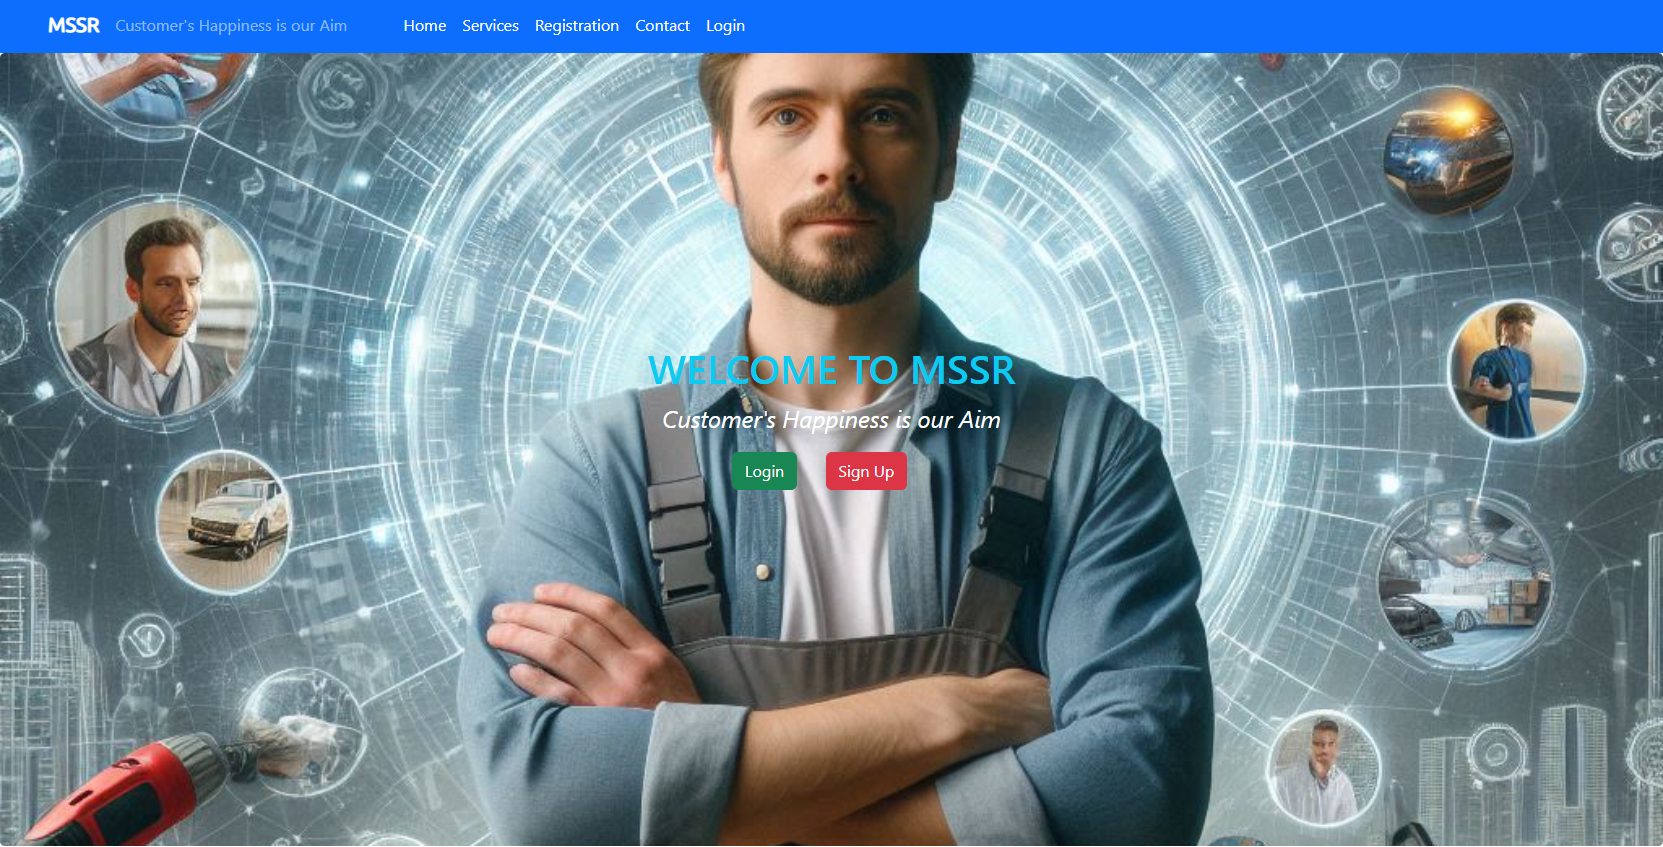 MSSR Customer's Happiness is our Aim Home Services Registration Contact Login
WELCOME TO MSSR
Customer's Happiness is our Aim
Login Sign Up